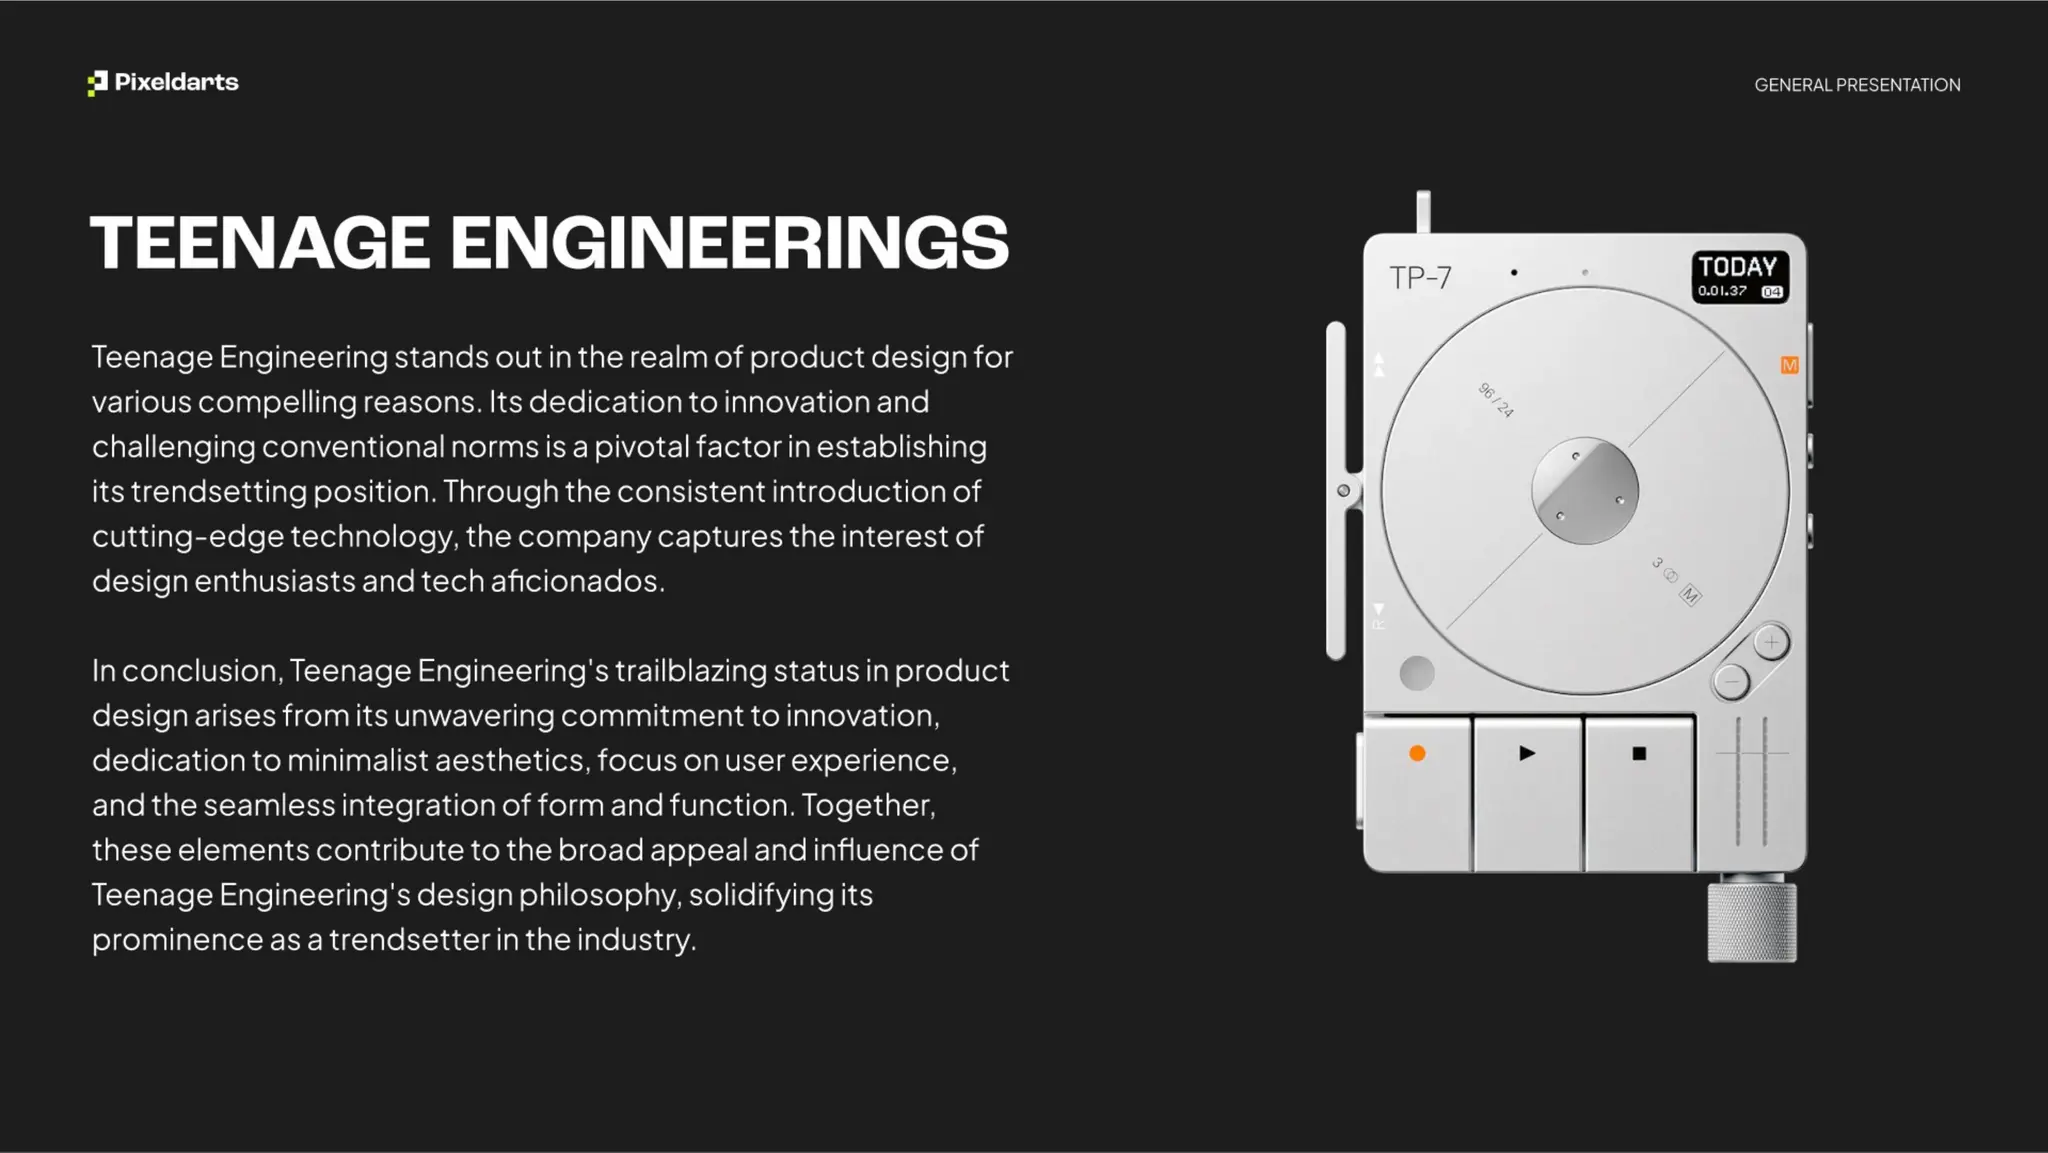 Pixeldarts
GENERAL PRESENTATION
TEENAGE ENGINEERINGS
Teenage Engineering stands out in the realm of product design for
various compelling reasons. Its dedication to innovation and
challenging conventional norms is a pivotal factor in establishing
its trendsetting position. Through the consistent introduction of
cutting-edge technology, the company captures the interest of
design enthusiasts and tech aficionados.
In conclusion, Teenage Engineering's trailblazing status in product
design arises from its unwavering commitment to innovation,
dedication to minimalist aesthetics, focus on user experience,
and the seamless integration of form and function. Together,
these elements contribute to the broad appeal and influence of
Teenage Engineering's design philosophy, solidifying its
prominence as a trendsetter in the industry.
TP-7
TODAY
0.01.37 04
M
96 / 24
3 M
R